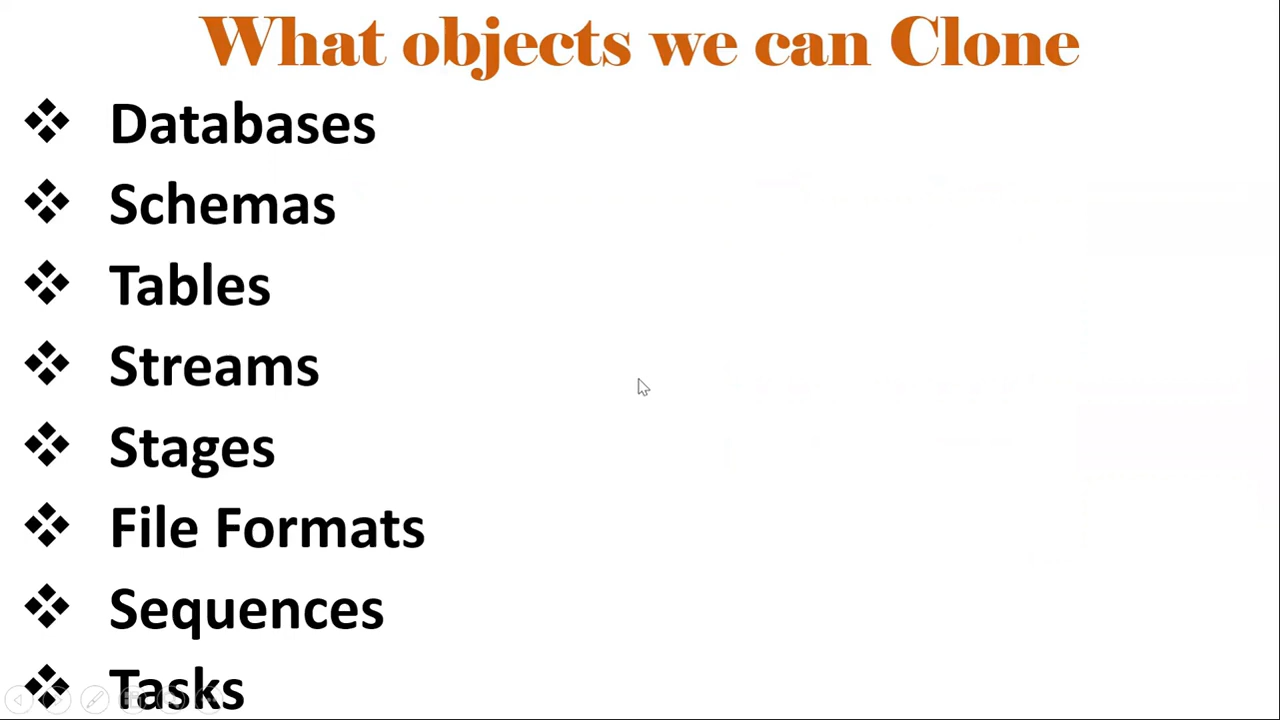 What objects we can Clone
Databases
Schemas
Tables
Streams
Stages
File Formats
Sequences
Tasks